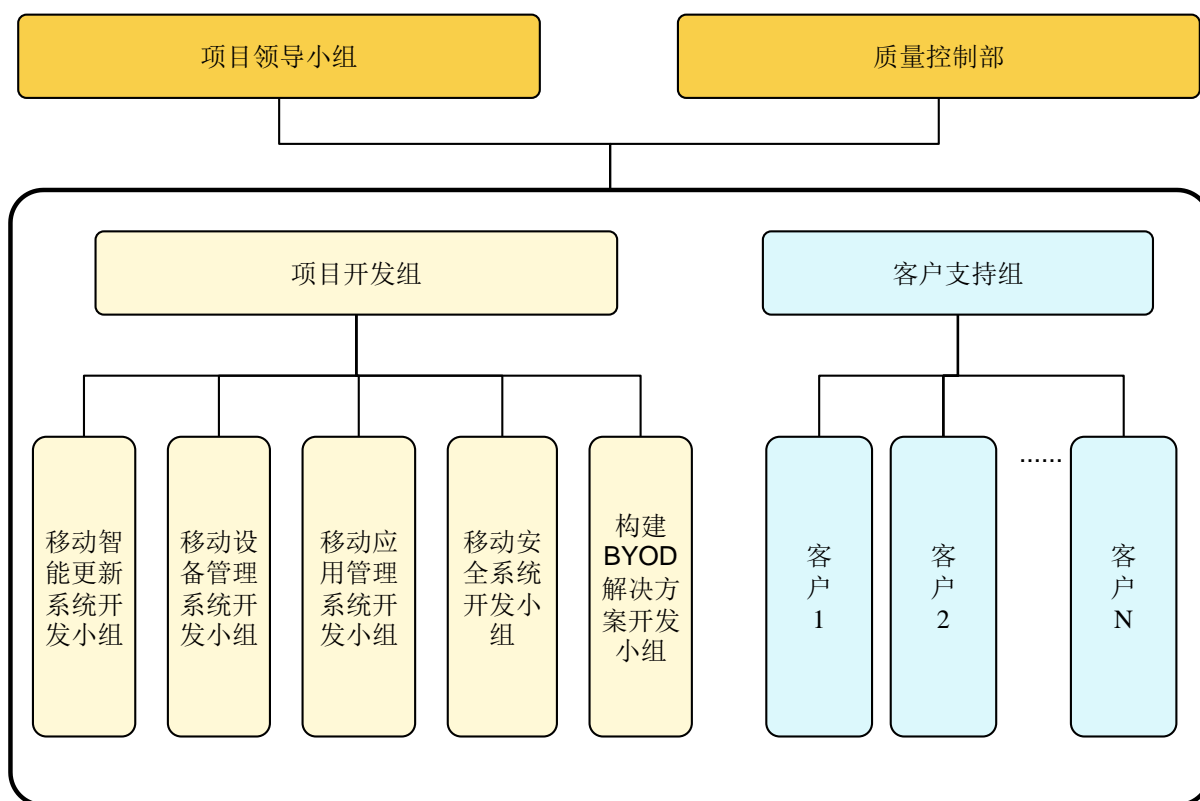 项目领导小组
质量控制部
项目开发组
客户支持组
移动智
能更新
系统开
发小组
移动设
备管理
系统开
发小组
移动应
用管理
系统开
发小组
移动安
全系统
开发小
组
构建
BYOD
解决方
案开发
小组
客
户
1
客
户
2
......
客
户
N